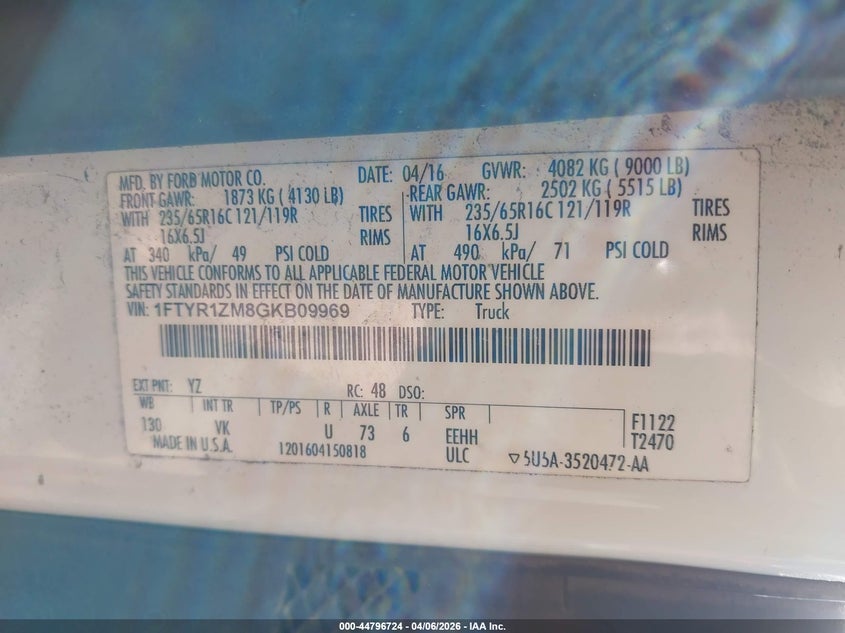 MFD. BY FORD MOTOR CO. DATE: 04/16 GVWR: 4082 KG ( 9000 LB)
FRONT GAWR: 1873 KG ( 4130 LB) REAR GAWR: 2502 KG ( 5515 LB)
WITH 235/65R16C 121/119R TIRES WITH 235/65R16C 121/119R TIRES
16X6.5J RIMS 16X6.5J RIMS
AT 340 kPa/ 49 PSI COLD AT 490 kPa/ 71 PSI COLD
THIS VEHICLE CONFORMS TO ALL APPLICABLE FEDERAL MOTOR VEHICLE
SAFETY STANDARDS IN EFFECT ON THE DATE OF MANUFACTURE SHOWN ABOVE.
VIN: 1FTYR1ZM8GKB09969 TYPE: Truck
EXT PNT: YZ RC: 48 DSO:
WB INT TR TP/PS R AXLE TR SPR
130 VK U 73 6 EEHH F1122
MADE IN U.S.A. 1201604150818 ULC T2470
▽5U5A-3520472-AA
000-44796724 - 04/06/2026 - IAA Inc.